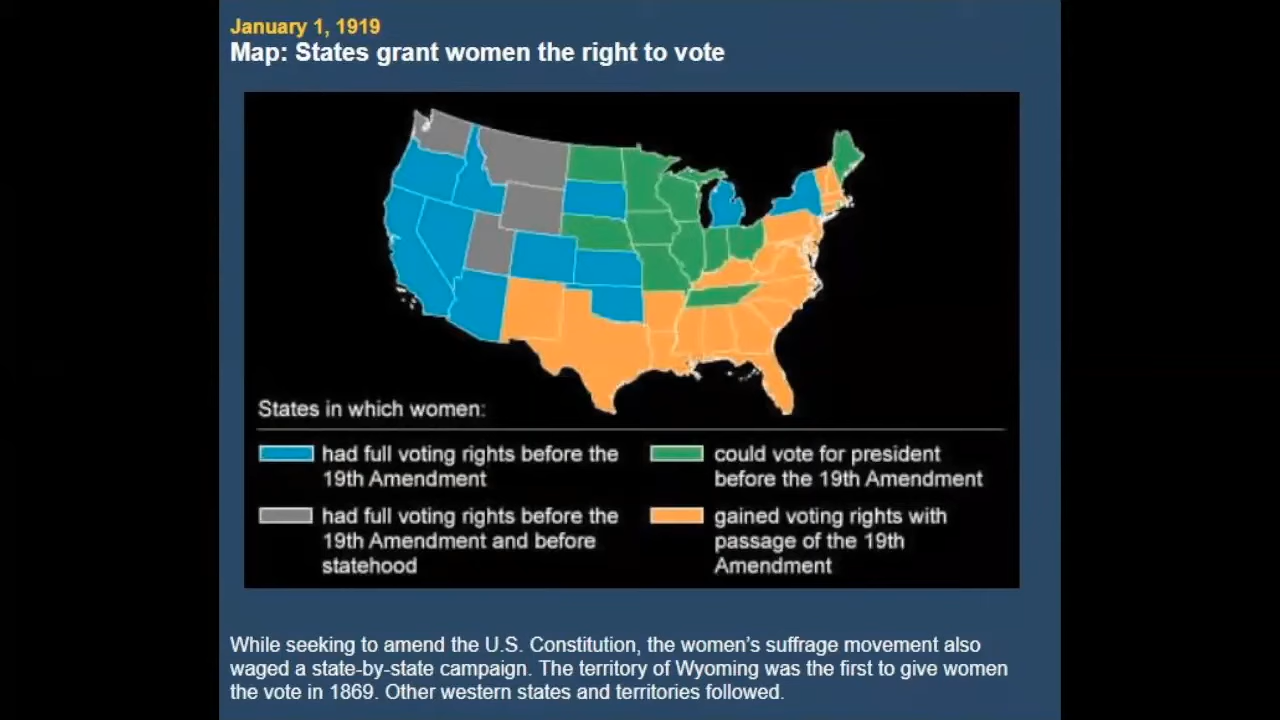 January 1, 1919
Map: States grant women the right to vote
States in which women:
had full voting rights before the
19th Amendment
could vote for president
before the 19th Amendment
had full voting rights before the
19th Amendment and before
statehood
gained voting rights with
passage of the 19th
Amendment
While seeking to amend the U.S. Constitution, the women's suffrage movement also
waged a state-by-state campaign. The territory of Wyoming was the first to give women
the vote in 1869. Other western states and territories followed.